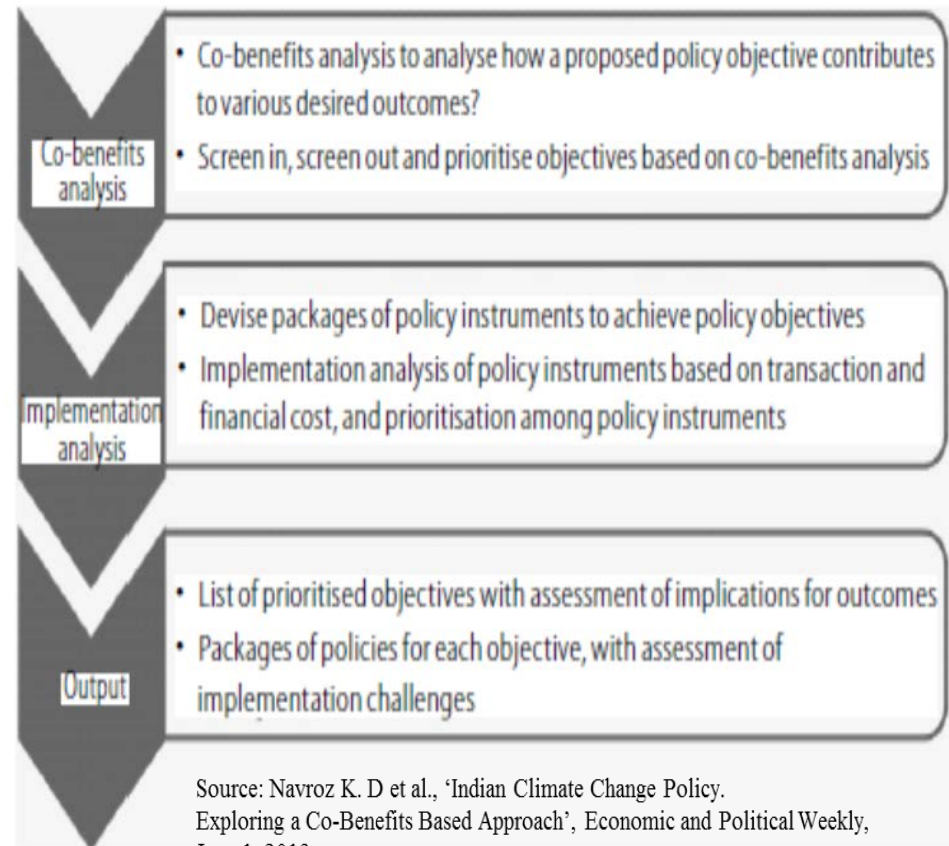 Co-benefits
analysis
• Co-benefits analysis to analyse how a proposed policy objective contributes
to various desired outcomes?
• Screen in, screen out and prioritise objectives based on co-benefits analysis
Implementation
analysis
• Devise packages of policy instruments to achieve policy objectives
• Implementation analysis of policy instruments based on transaction and
financial cost, and prioritisation among policy instruments
Output
• List of prioritised objectives with assessment of implications for outcomes
• Packages of policies for each objective, with assessment of
implementation challenges
Source: Navroz K. D et al., ‘Indian Climate Change Policy.
Exploring a Co-Benefits Based Approach’, Economic and Political Weekly,